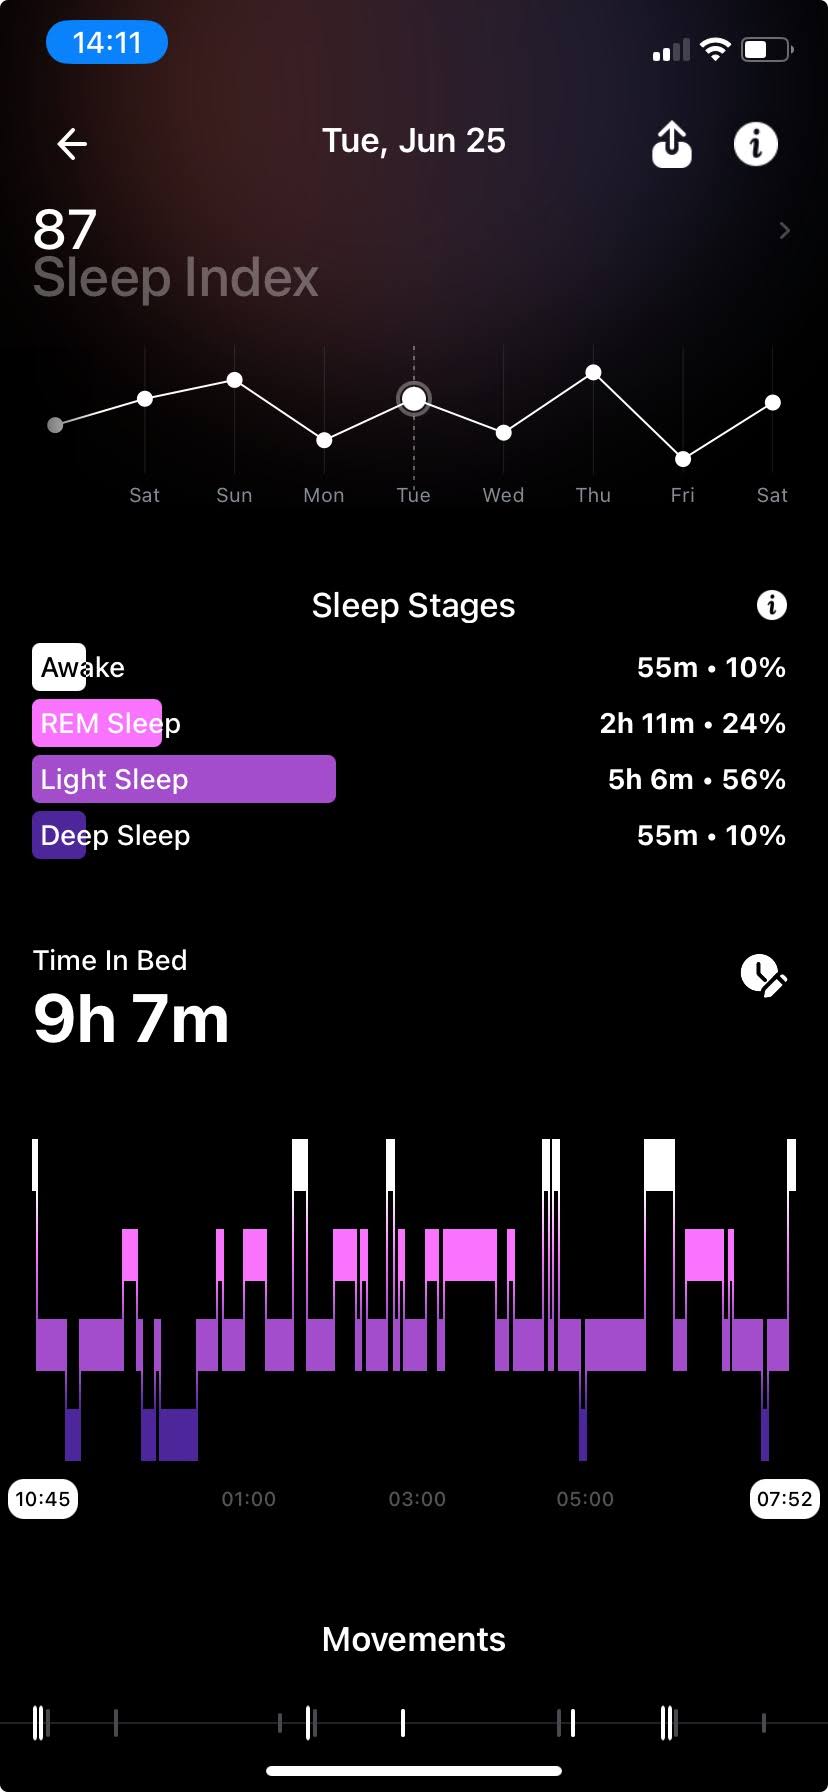 14:11
Tue, Jun 25
87
Sleep Index
Sat Sun Mon Tue Wed Thu Fri Sat
Sleep Stages
Awake 55m • 10%
REM Sleep 2h 11m • 24%
Light Sleep 5h 6m • 56%
Deep Sleep 55m • 10%
Time In Bed
9h 7m
10:45 01:00 03:00 05:00 07:52
Movements